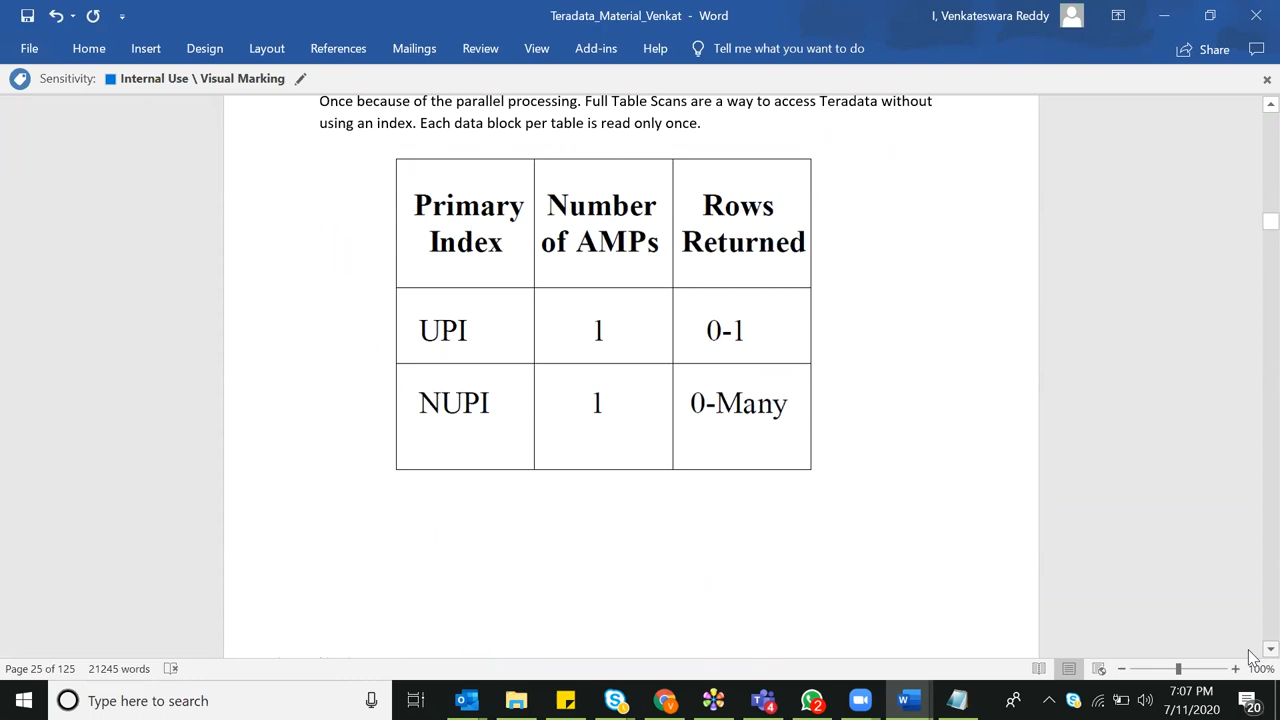 Teradata_Material_Venkat - Word
I, Venkateswara Reddy
File Home Insert Design Layout References Mailings Review View Add-ins Help Tell me what you want to do Share
Sensitivity: Internal Use \ Visual Marking
Once because of the parallel processing. Full Table Scans are a way to access Teradata without
using an index. Each data block per table is read only once.
Primary Index
Number of AMPs
Rows Returned
UPI 1 0-1
NUPI 1 0-Many
Page 25 of 125 21245 words 100%
Type here to search
4
2
7:07 PM
7/11/2020
20